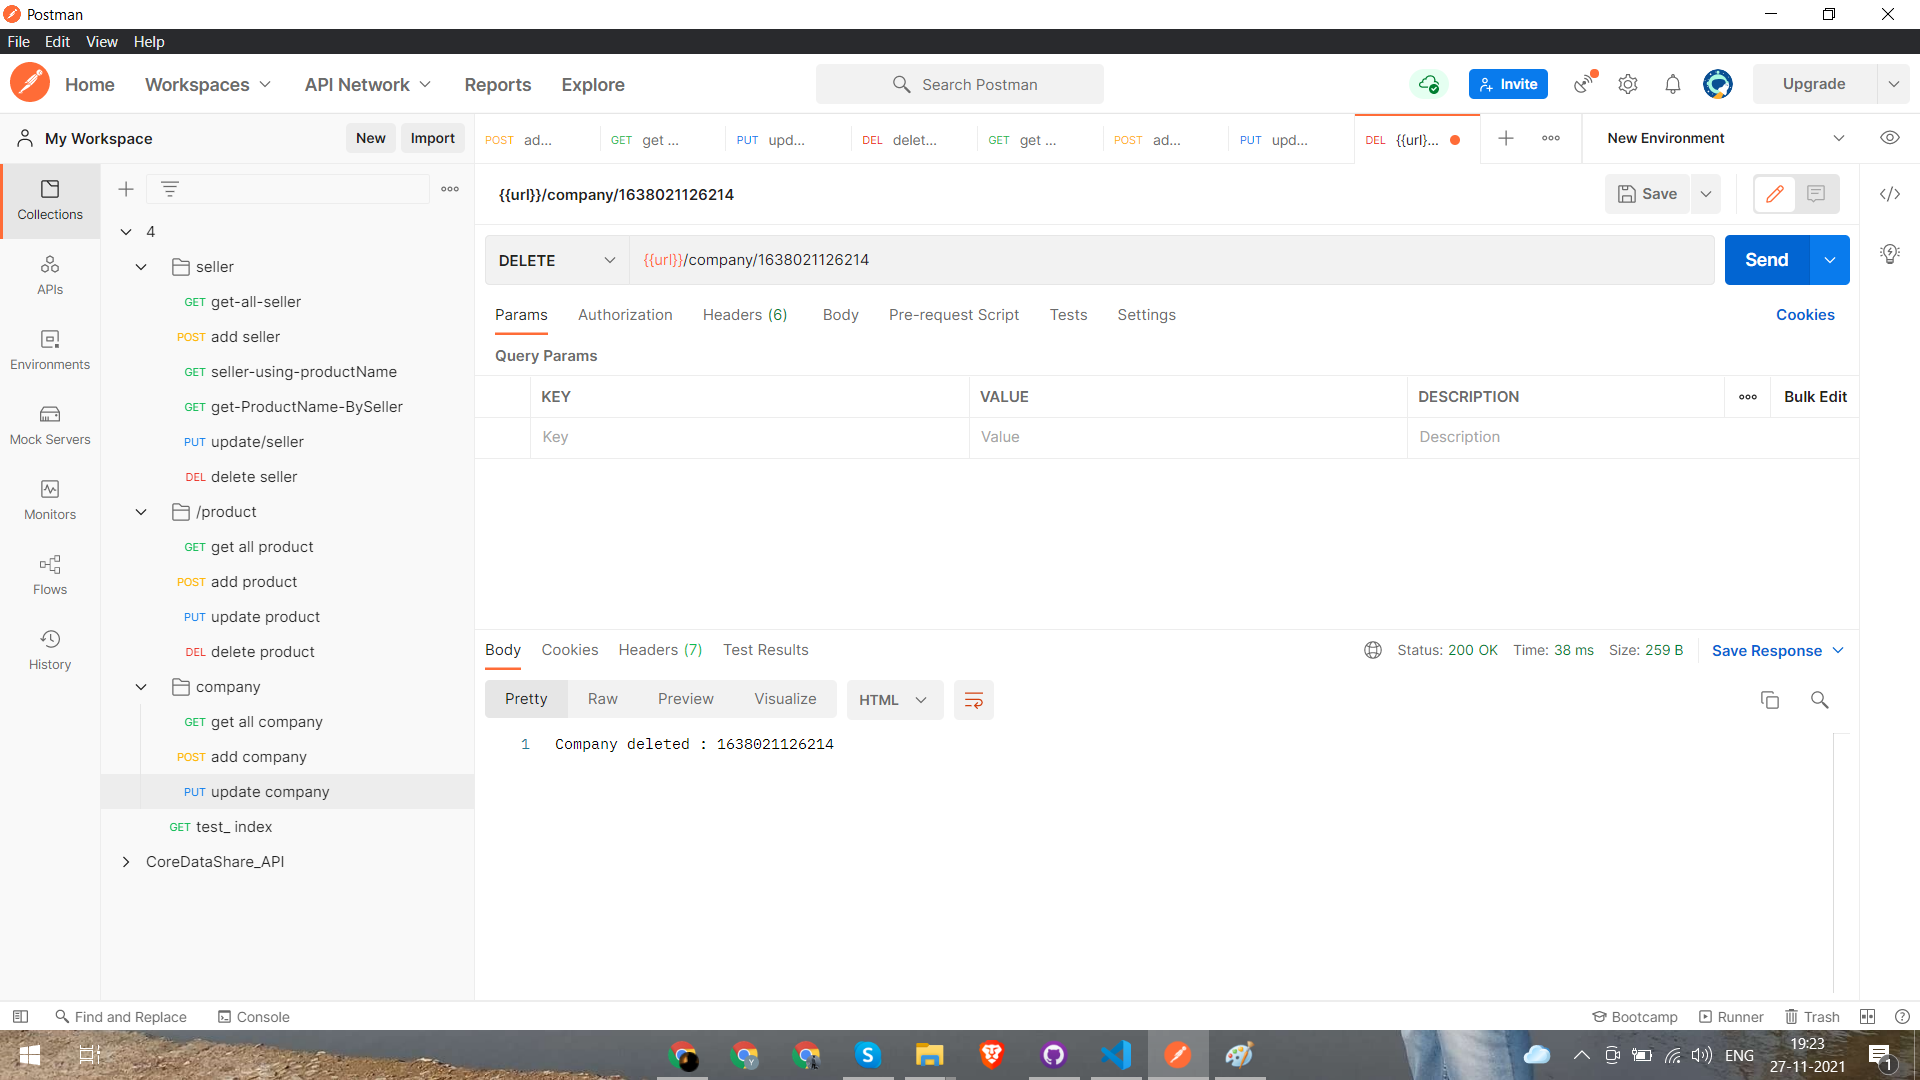 Postman
File Edit View Help
Home Workspaces API Network Reports Explore
Search Postman
Invite
Upgrade
My Workspace
New
Import
POST ad...
GET get ...
PUT upd...
DEL delet...
GET get ...
POST ad...
PUT upd...
DEL {{url}...
New Environment
Collections
APIs
Environments
Mock Servers
Monitors
Flows
History
4
seller
GET get-all-seller
POST add seller
GET seller-using-productName
GET get-ProductName-BySeller
PUT update/seller
DEL delete seller
/product
GET get all product
POST add product
PUT update product
DEL delete product
company
GET get all company
POST add company
PUT update company
GET test_ index
CoreDataShare_API
{{url}}/company/1638021126214
Save
DELETE
{{url}}/company/1638021126214
Send
Params Authorization Headers (6) Body Pre-request Script Tests Settings
Cookies
Query Params
KEY VALUE DESCRIPTION
Bulk Edit
Key Value Description
Body Cookies Headers (7) Test Results
Status: 200 OK Time: 38 ms Size: 259 B
Save Response
Pretty Raw Preview Visualize
HTML
1 Company deleted : 1638021126214
Find and Replace
Console
Bootcamp
Runner
Trash
ENG
19:23
27-11-2021
1